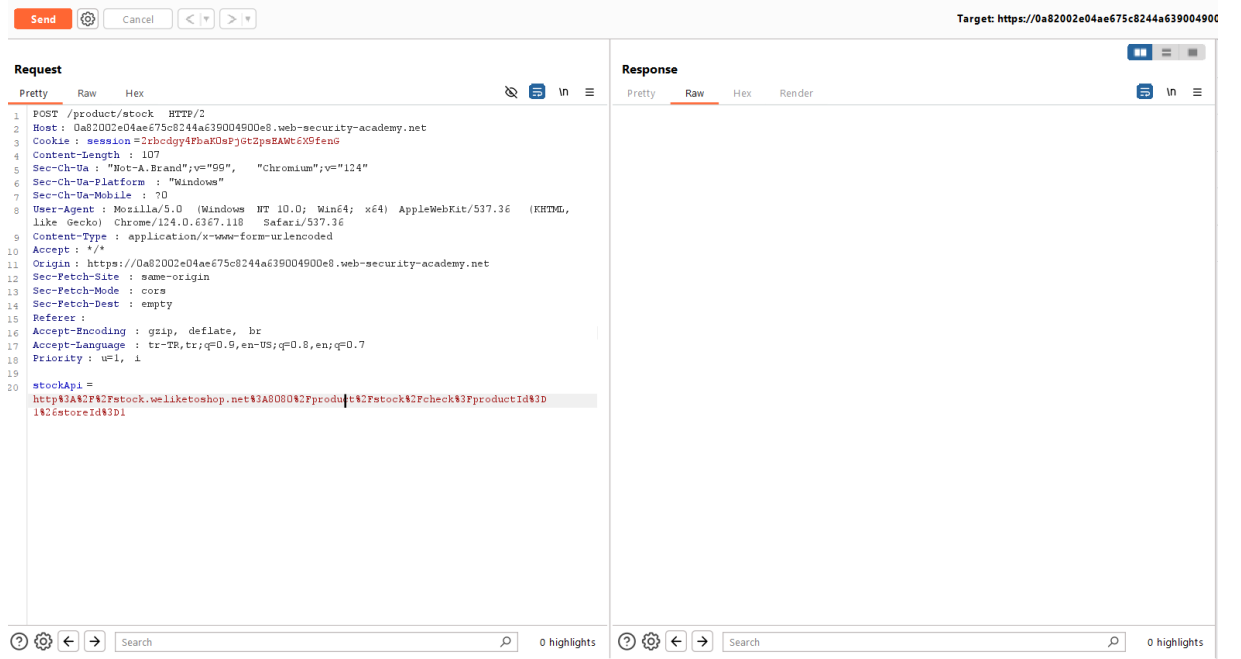 Send Cancel < > Target: https://0a82002e04ae675c8244a639004900
Request
Pretty Raw Hex \n
1 POST /product/stock HTTP/2
2 Host : 0a82002e04ae675c8244a639004900e8.web-security-academy.net
3 Cookie : session =2rbcdgy4FbaKOsPjGtZpsEAWt6X9fenG
4 Content-Length : 107
5 Sec-Ch-Ua : "Not-A.Brand";v="99", "Chromium";v="124"
6 Sec-Ch-Ua-Platform : "Windows"
7 Sec-Ch-Ua-Mobile : ?0
8 User-Agent : Mozilla/5.0 (Windows NT 10.0; Win64; x64) AppleWebKit/537.36 (KHTML,
like Gecko) Chrome/124.0.6367.118 Safari/537.36
9 Content-Type : application/x-www-form-urlencoded
10 Accept : */*
11 Origin : https://0a82002e04ae675c8244a639004900e8.web-security-academy.net
12 Sec-Fetch-Site : same-origin
13 Sec-Fetch-Mode : cors
14 Sec-Fetch-Dest : empty
15 Referer :
16 Accept-Encoding : gzip, deflate, br
17 Accept-Language : tr-TR,tr;q=0.9,en-US;q=0.8,en;q=0.7
18 Priority : u=1, i
19
20 stockApi =
http%3A%2F%2Fstock.weliketoshop.net%3A8080%2Fproduct%2Fstock%2Fcheck%3FproductId%3D
1%26storeId%3D1
Search 0 highlights
Response
Pretty Raw Hex Render \n
Search 0 highlights